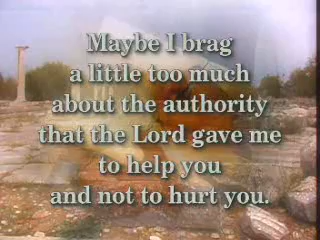 Maybe I brag
a little too much
about the authority
that the Lord gave me
to help you
and not to hurt you.